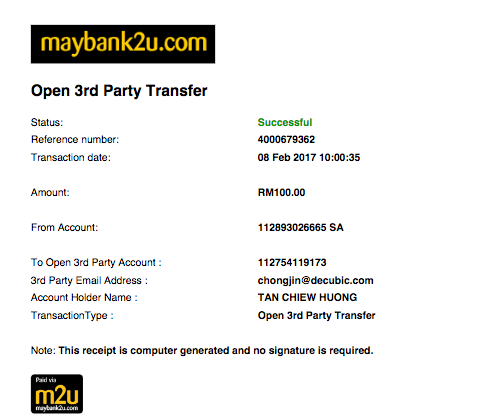 maybank2u.com
Open 3rd Party Transfer
Status: Successful
Reference number: 4000679362
Transaction date: 08 Feb 2017 10:00:35
Amount: RM100.00
From Account: 112893026665 SA
To Open 3rd Party Account : 112754119173
3rd Party Email Address : chongjin@decubic.com
Account Holder Name : TAN CHIEW HUONG
TransactionType : Open 3rd Party Transfer
Note: This receipt is computer generated and no signature is required.
Paid via
m2u
maybank2u.com